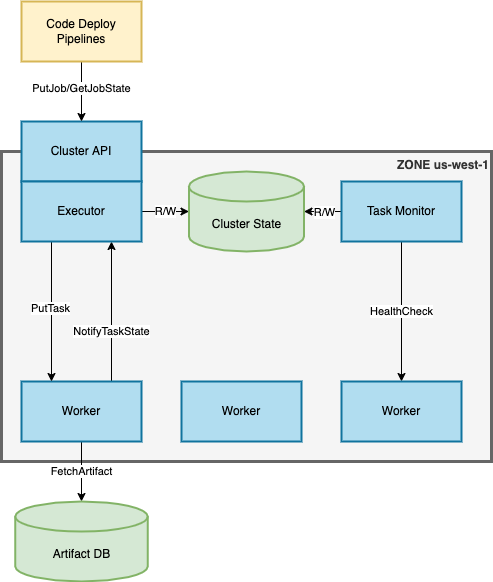 Code Deploy
Pipelines
PutJob/GetJobState
Cluster API
ZONE us-west-1
Executor
R/W
Cluster State
R/W
Task Monitor
PutTask
NotifyTaskState
HealthCheck
Worker
Worker
Worker
FetchArtifact
Artifact DB